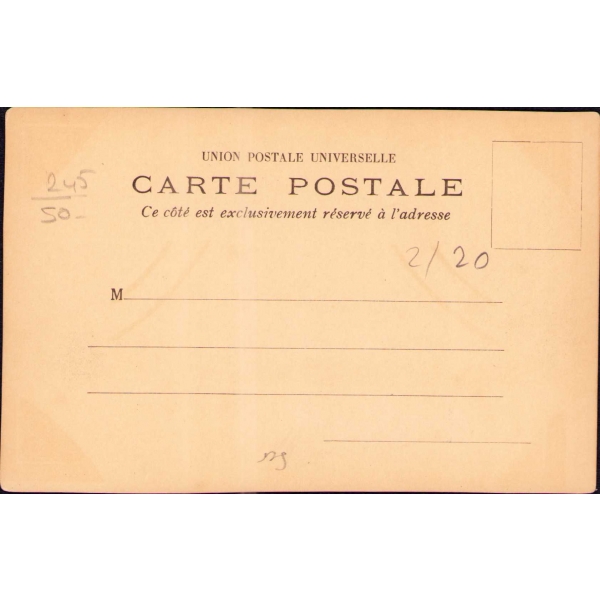 UNION POSTALE UNIVERSELLE
CARTE POSTALE
Ce côté est exclusivement réservé à l'adresse
245
50-
2/20
M